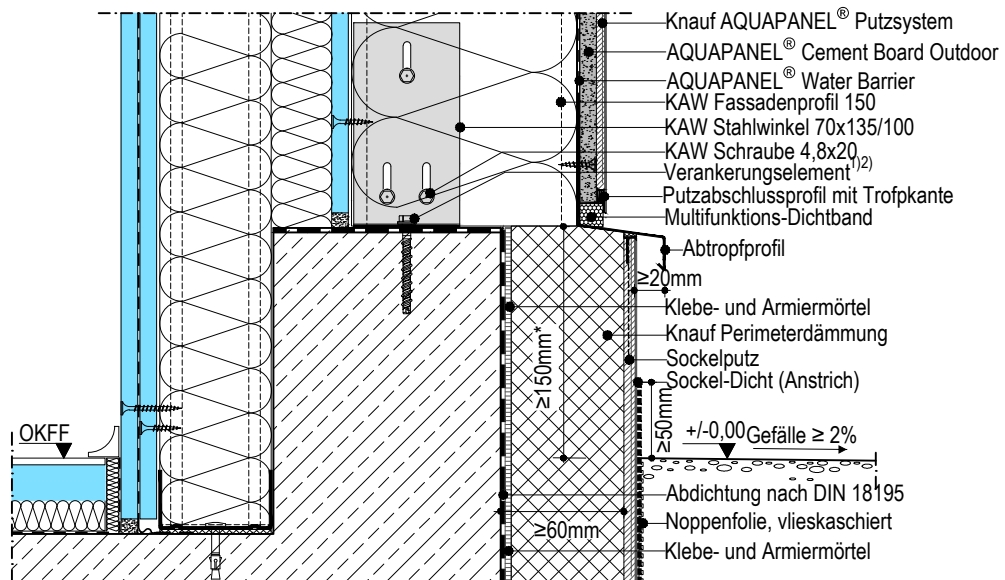 Knauf AQUAPANEL® Putzsystem
AQUAPANEL® Cement Board Outdoor
AQUAPANEL® Water Barrier
KAW Fassadenprofil 150
KAW Stahlwinkel 70x135/100
KAW Schraube 4,8x20
Verankerungselement¹⁾²⁾
Putzabschlussprofil mit Trofpkante
Multifunktions-Dichtband
Abtropfprofil
≥20mm
Klebe- und Armiermörtel
Knauf Perimeterdämmung
≥150mm*
Sockelputz
Sockel-Dicht (Anstrich)
≥50mm
OKFF
+/-0,00 Gefälle ≥ 2%
Abdichtung nach DIN 18195
≥60mm
Noppenfolie, vlieskaschiert
Klebe- und Armiermörtel